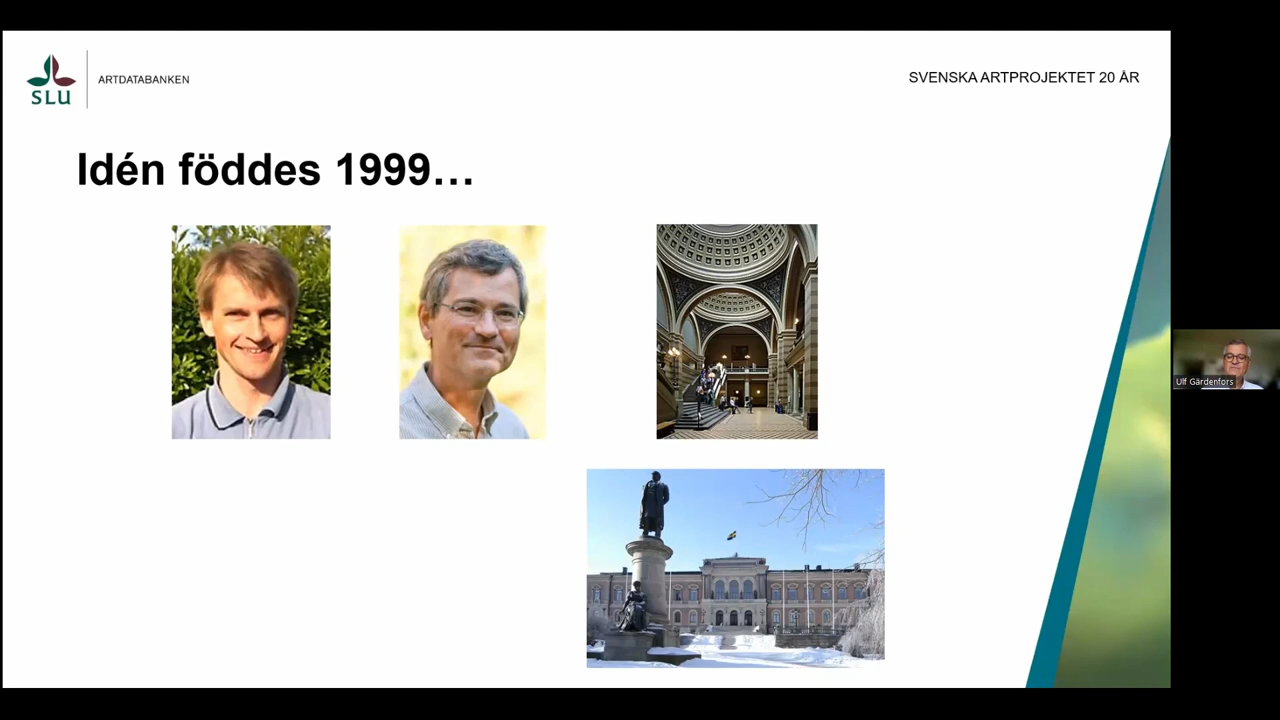 SLU
ARTDATABANKEN
SVENSKA ARTPROJEKTET 20 ÅR
Idén föddes 1999…
Ulf Gärdenfors